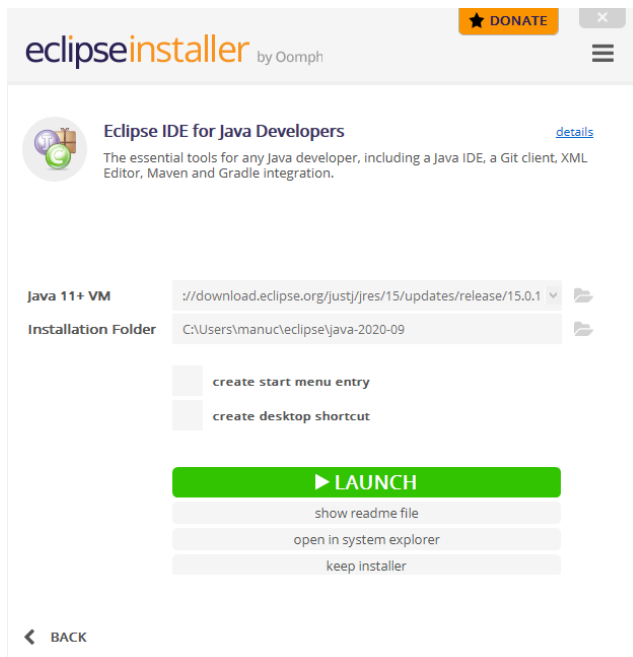 DONATE
eclipseinstaller by Oomph
Eclipse IDE for Java Developers
details
The essential tools for any Java developer, including a Java IDE, a Git client, XML
Editor, Maven and Gradle integration.
Java 11+ VM
://download.eclipse.org/justj/jres/15/updates/release/15.0.1
Installation Folder
C:\Users\manuc\eclipse\java-2020-09
create start menu entry
create desktop shortcut
LAUNCH
show readme file
open in system explorer
keep installer
BACK